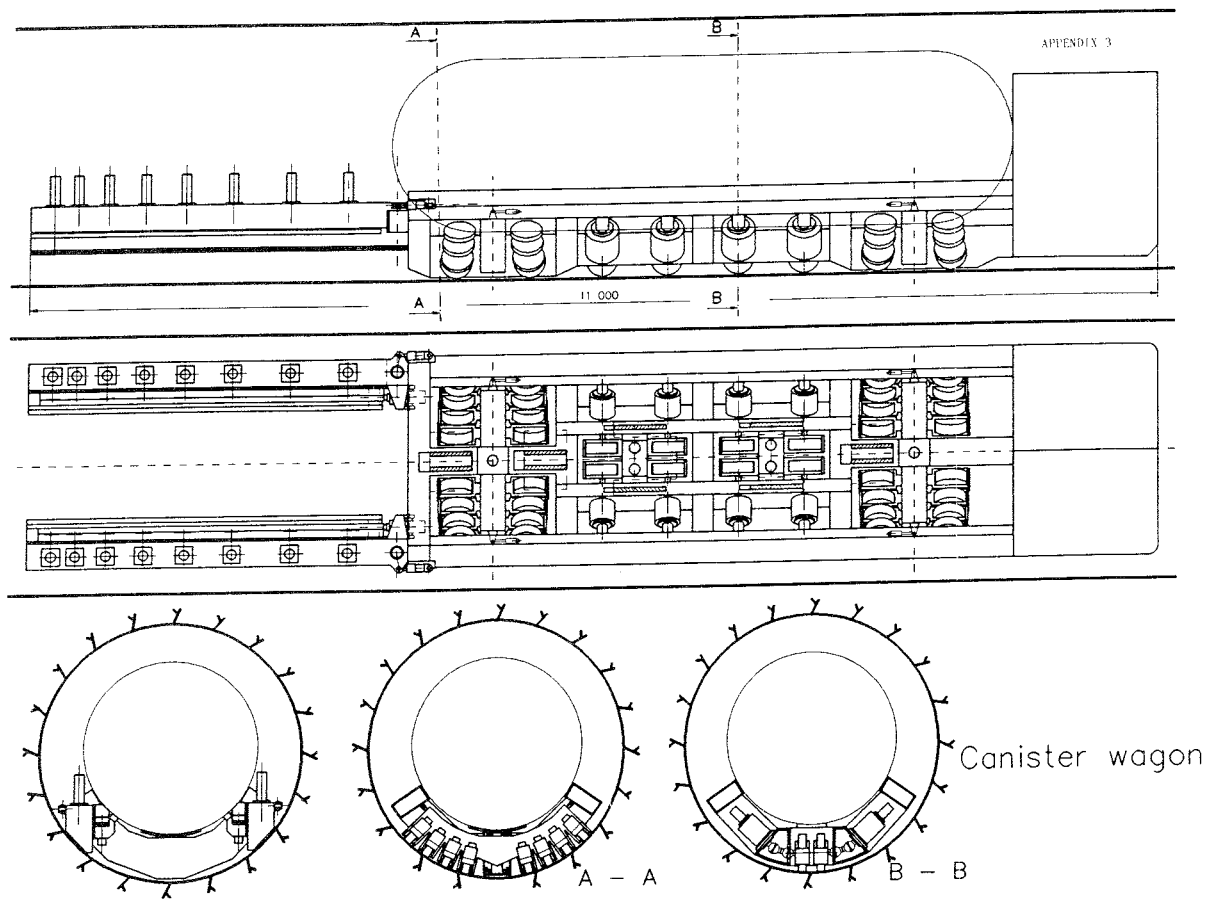 A
B
APPENDIX 3
A
11 000
B
Canister wagon
A - A
B - B